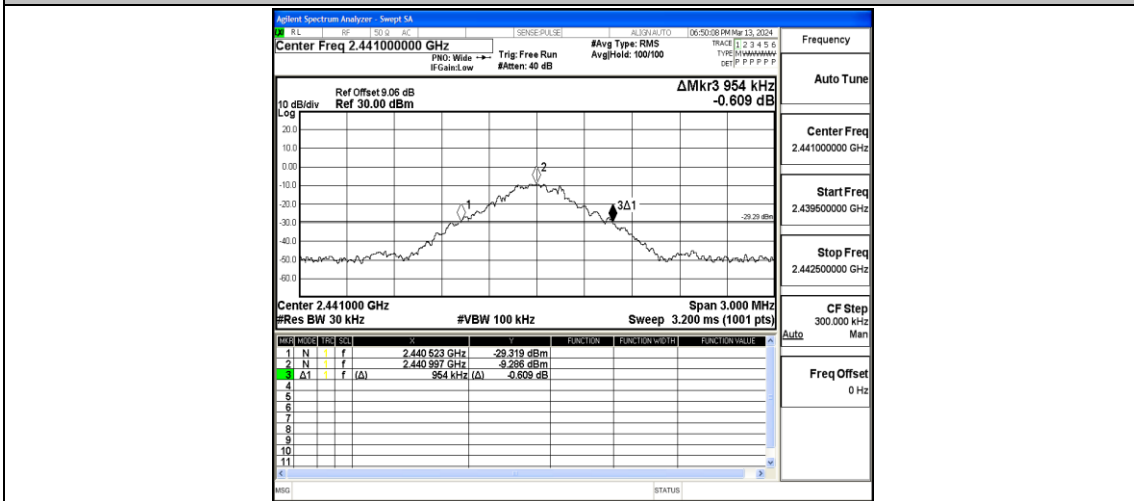 Agilent Spectrum Analyzer - Swept SA
RL RF 50 Ω AC SENSE:PULSE ALIGN AUTO 06:50:08 PM Mar 13, 2024
Center Freq 2.441000000 GHz
PNO: Wide
IFGain:Low
Trig: Free Run
#Atten: 40 dB
#Avg Type: RMS
Avg|Hold: 100/100
TRACE 1 2 3 4 5 6
TYPE M WWWWW
DET P P P P P P
Frequency
Auto Tune
ΔMkr3 954 kHz
-0.609 dB
Ref Offset 9.06 dB
10 dB/div Ref 30.00 dBm
Log
20.0
10.0
0.00
-10.0
-20.0
-30.0
-40.0
-50.0
-60.0
1
2
3Δ1
-29.29 dBm
Center Freq
2.441000000 GHz
Start Freq
2.439500000 GHz
Stop Freq
2.442500000 GHz
CF Step
300.000 kHz
Auto Man
Freq Offset
0 Hz
Center 2.441000 GHz Span 3.000 MHz
#Res BW 30 kHz #VBW 100 kHz Sweep 3.200 ms (1001 pts)
MKR MODE TRC SCL X Y FUNCTION FUNCTION WIDTH FUNCTION VALUE
1 N 1 f 2.440 523 GHz -29.319 dBm
2 N 1 f 2.440 997 GHz -9.286 dBm
3 Δ1 1 f (Δ) 954 kHz (Δ) -0.609 dB
4
5
6
7
8
9
10
11
MSG STATUS